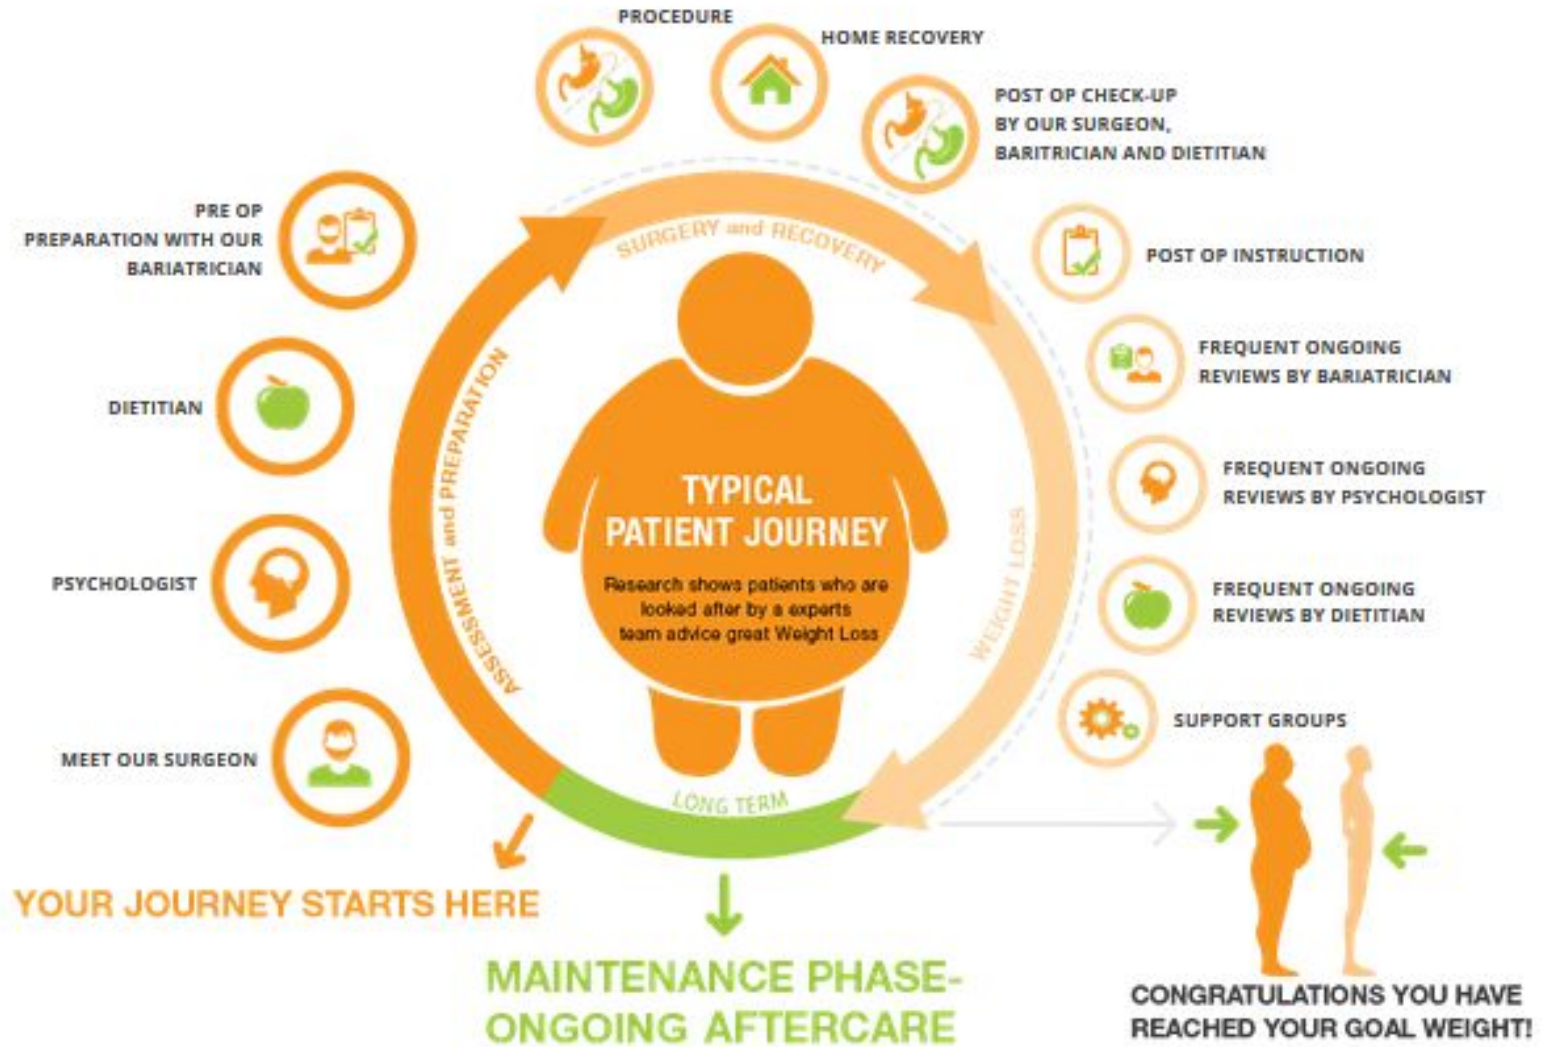 PROCEDURE
HOME RECOVERY
POST OP CHECK-UP
BY OUR SURGEON,
BARITRICIAN AND DIETITIAN
PRE OP
PREPARATION WITH OUR
BARIATRICIAN
POST OP INSTRUCTION
SURGERY and RECOVERY
FREQUENT ONGOING
REVIEWS BY BARIATRICIAN
DIETITIAN
ASSESSMENT and PREPARATION
FREQUENT ONGOING
REVIEWS BY PSYCHOLOGIST
TYPICAL
PATIENT JOURNEY
Research shows patients who are
looked after by a experts
team advice great Weight Loss
WEIGHT LOSS
PSYCHOLOGIST
FREQUENT ONGOING
REVIEWS BY DIETITIAN
SUPPORT GROUPS
MEET OUR SURGEON
LONG TERM
YOUR JOURNEY STARTS HERE
MAINTENANCE PHASE-
ONGOING AFTERCARE
CONGRATULATIONS YOU HAVE
REACHED YOUR GOAL WEIGHT!